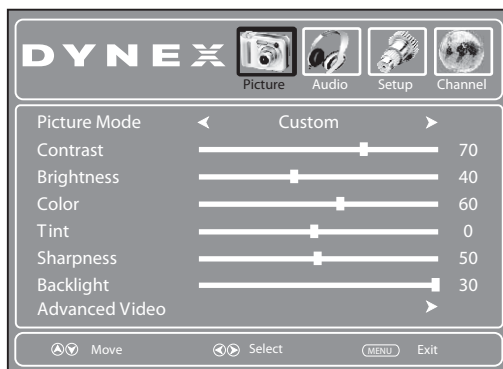 DYNEX
Picture Audio Setup Channel
Picture Mode Custom
Contrast 70
Brightness 40
Color 60
Tint 0
Sharpness 50
Backlight 30
Advanced Video
Move Select MENU Exit